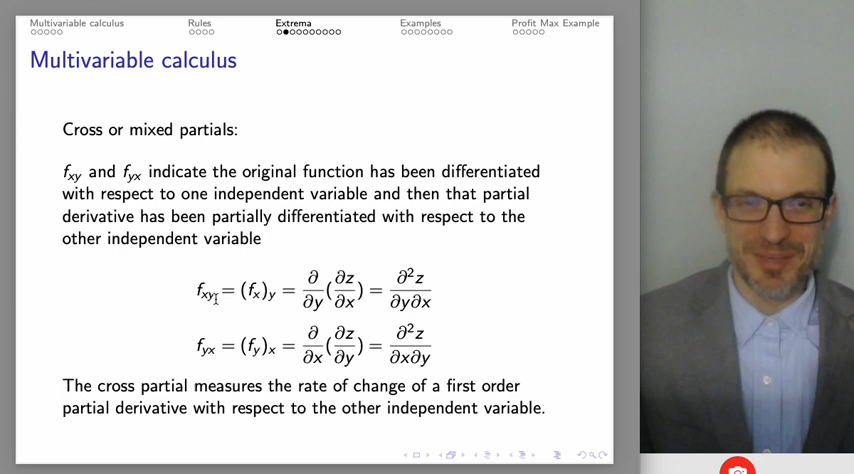 Multivariable calculus Rules Extrema Examples Profit Max Example
Multivariable calculus
Cross or mixed partials:
f_xy and f_yx indicate the original function has been differentiated
with respect to one independent variable and then that partial
derivative has been partially differentiated with respect to the
other independent variable
f_xy = (f_x)_y = ∂/∂y (∂z/∂x) = ∂²z/∂y∂x
f_yx = (f_y)_x = ∂/∂x (∂z/∂y) = ∂²z/∂x∂y
The cross partial measures the rate of change of a first order
partial derivative with respect to the other independent variable.